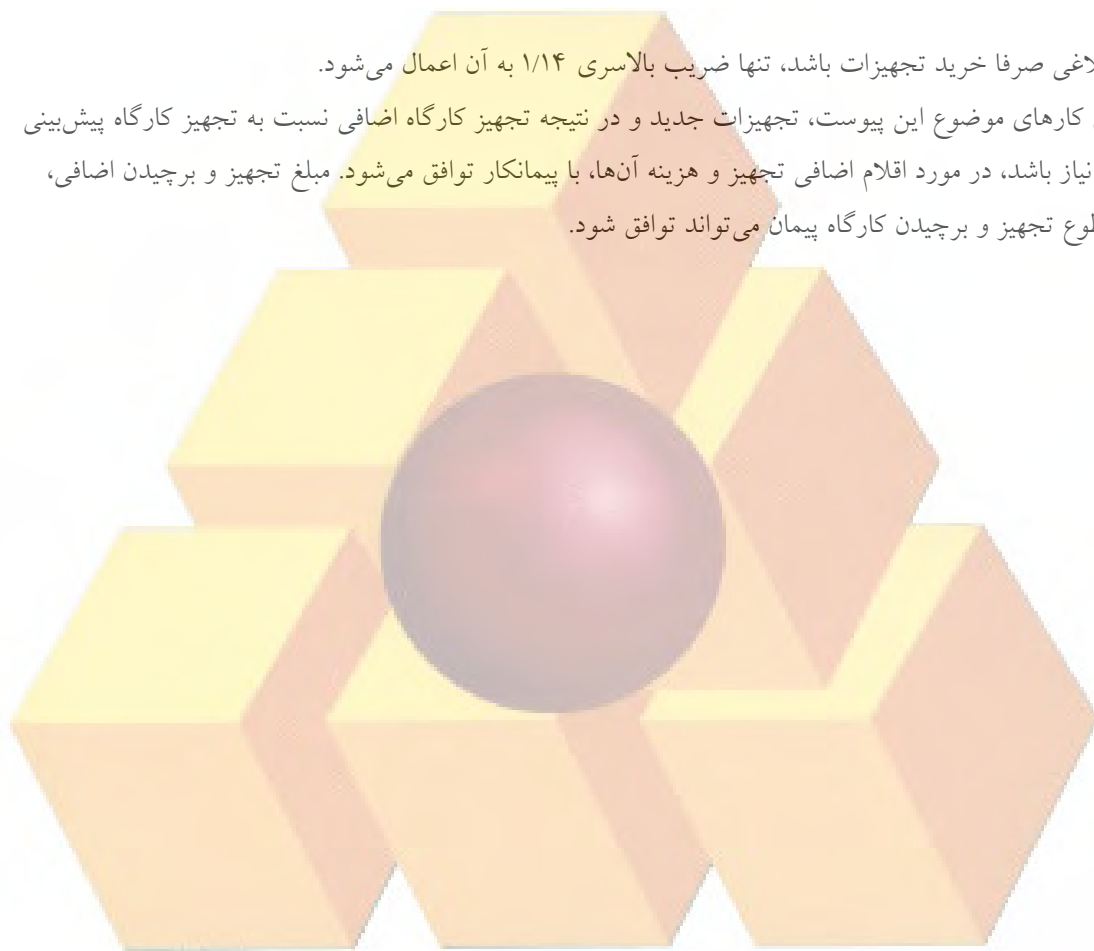 لاغی صرفا خرید تجهیزات باشد، تنها ضریب بالاسری ۱/۱۴ به آن اعمال می‌شود.
کارهای موضوع این پیوست، تجهیزات جدید و در نتیجه تجهیز کارگاه اضافی نسبت به تجهیز کارگاه پیش‌بینی
نیاز باشد، در مورد اقلام اضافی تجهیز و هزینه آن‌ها، با پیمانکار توافق می‌شود. مبلغ تجهیز و برچیدن اضافی،
طوع تجهیز و برچیدن کارگاه پیمان می‌تواند توافق شود.